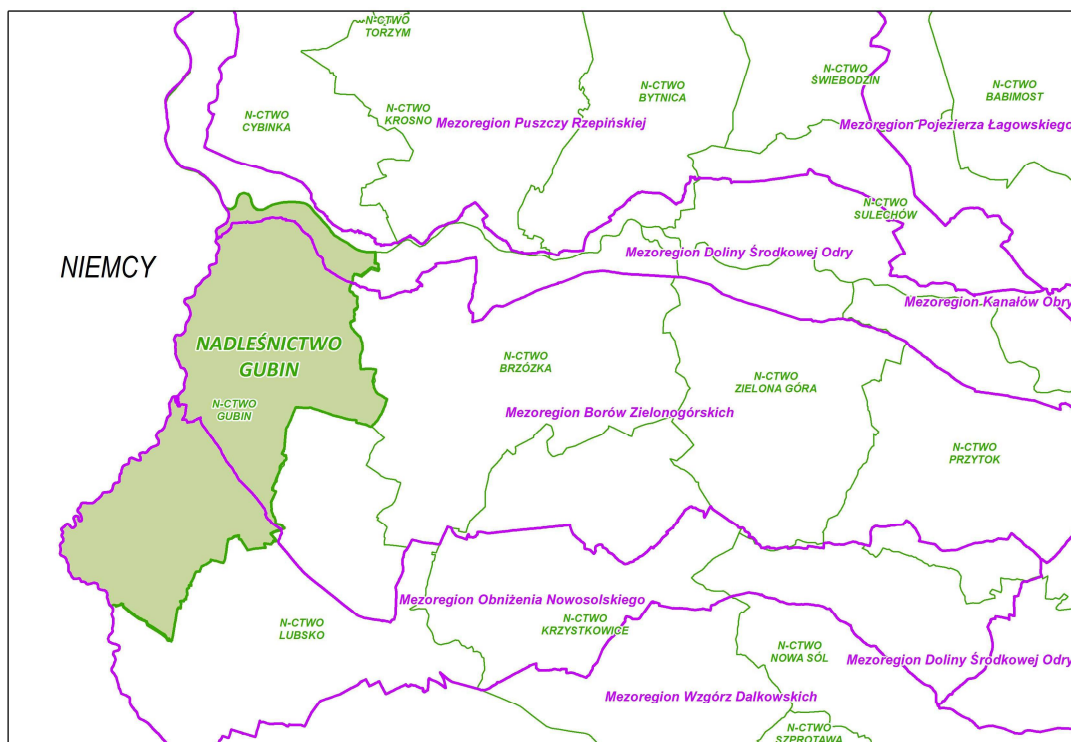 N-CTWO
TORZYM
N-CTWO
CYBINKA
N-CTWO
KROSNO
Mezoregion Puszczy Rzepińskiej
N-CTWO
BYTNICA
N-CTWO
ŚWIEBODZIN
N-CTWO
BABIMOST
Mezoregion Pojezierza Łagowskiego
N-CTWO
SULECHÓW
NIEMCY
Mezoregion Doliny Środkowej Odry
Mezoregion Kanałów Obry
NADLEŚNICTWO
GUBIN
N-CTWO
GUBIN
N-CTWO
BRZÓZKA
N-CTWO
ZIELONA GÓRA
Mezoregion Borów Zielonogórskich
N-CTWO
PRZYTOK
Mezoregion Obniżenia Nowosolskiego
N-CTWO
LUBSKO
N-CTWO
KRZYSTKOWICE
N-CTWO
NOWA SÓL
Mezoregion Doliny Środkowej Odry
Mezoregion Wzgórz Dalkowskich
N-CTWO
SZPROTAWA